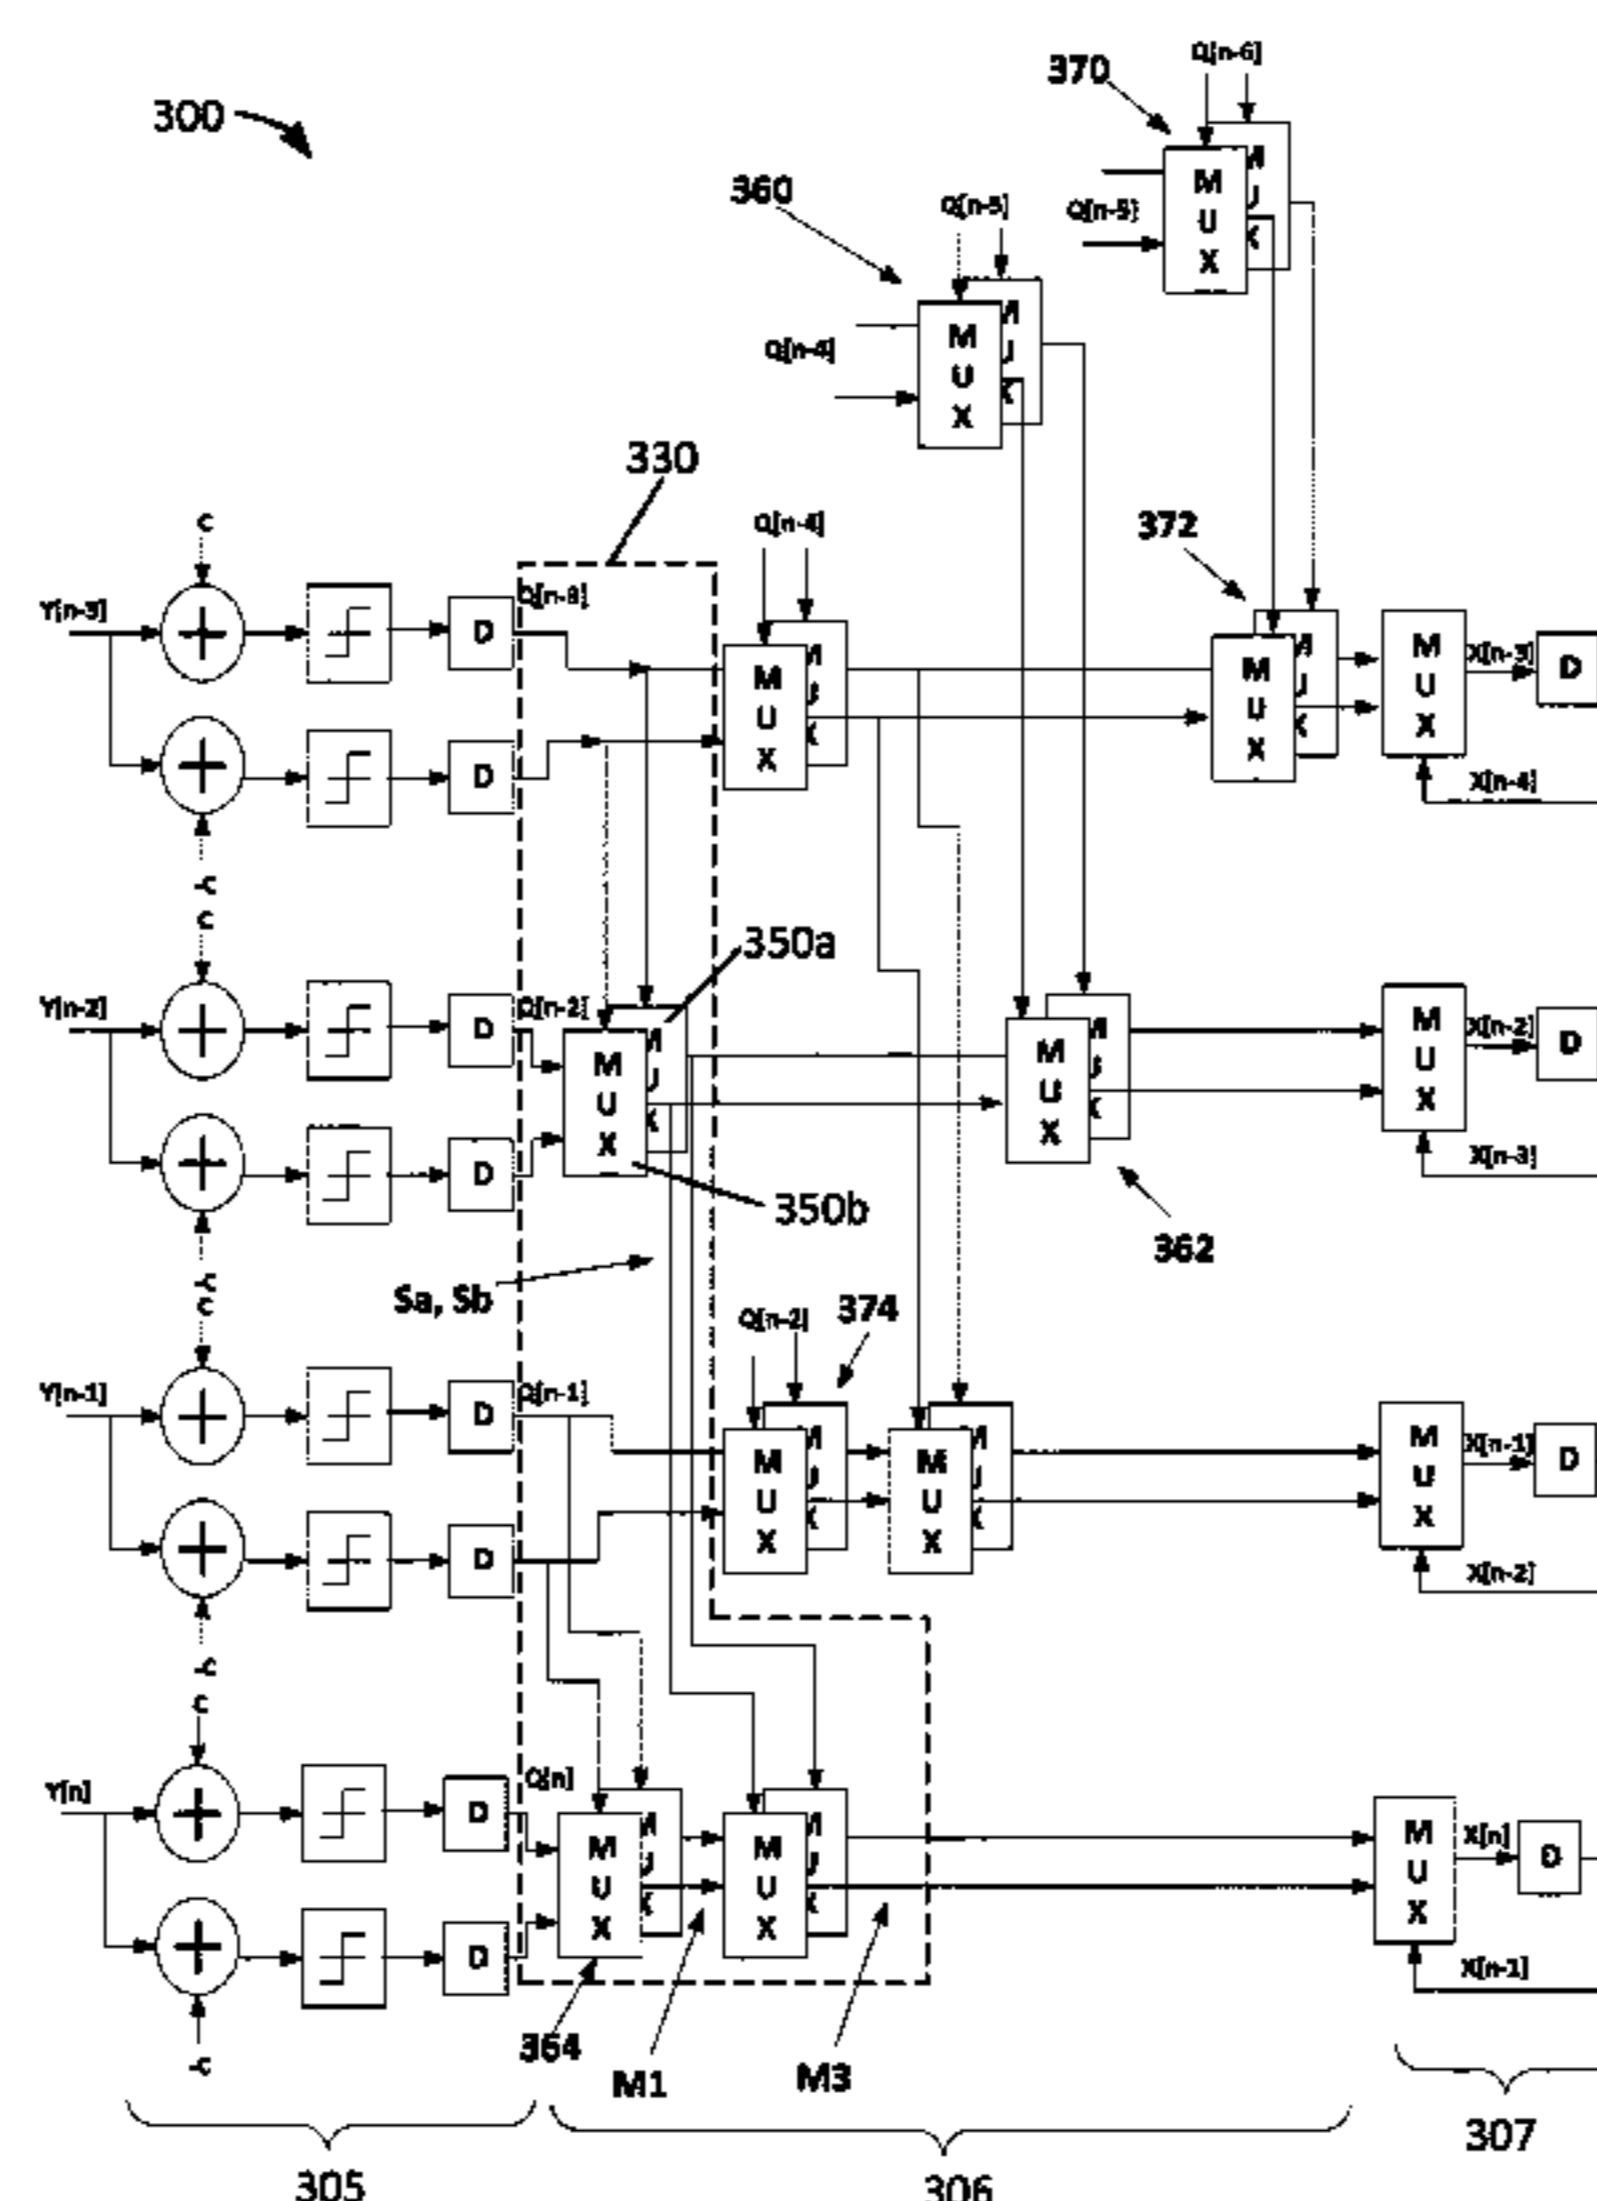 Q[n-6]
370
300
360
Q[n-5]
Q[n-5]
M U X
M U X
Q[n-4]
M U X
M U X
330
Q[n-4]
372
C
Y[n-3]
D
Q[n-3]
M U X
M U X
M U X
M U X
M U X
X[n-3]
D
D
X[n-4]
-C
C
350a
Y[n-2]
D
Q[n-2]
M U X
M U X
M U X
M U X
M U X
X[n-2]
D
D
X[n-3]
350b
362
-C
Sa, Sb
C
Q[n-2]
374
Y[n-1]
D
Q[n-1]
M U X
M U X
M U X
M U X
M U X
X[n-1]
D
D
X[n-2]
-C
C
Y[n]
D
Q[n]
M U X
M U X
M U X
M U X
M U X
X[n]
D
D
X[n-1]
-C
364
M1
M3
305
306
307